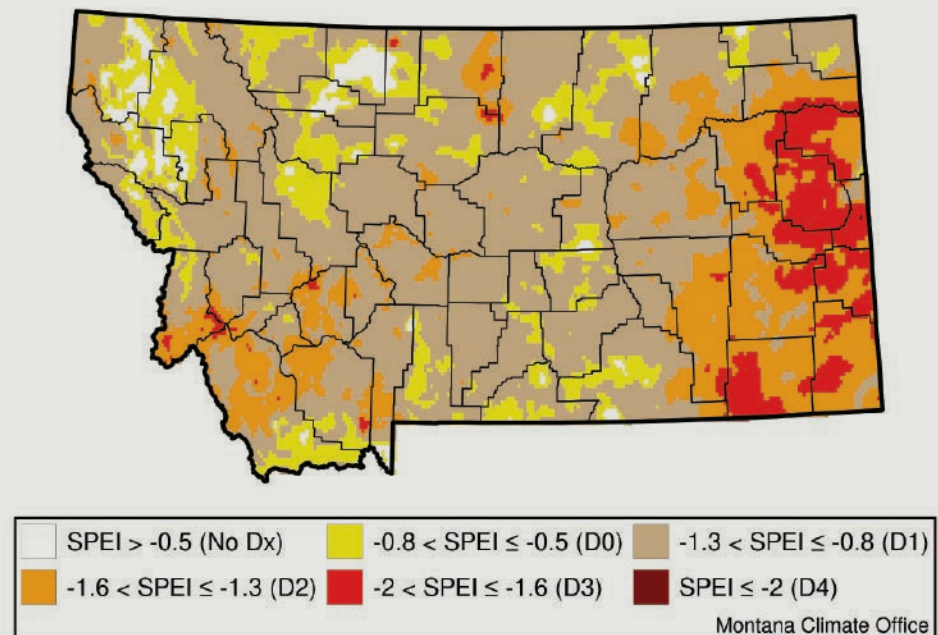 SPEI > -0.5 (No Dx)
-0.8 < SPEI ≤ -0.5 (D0)
-1.3 < SPEI ≤ -0.8 (D1)
-1.6 < SPEI ≤ -1.3 (D2)
-2 < SPEI ≤ -1.6 (D3)
SPEI ≤ -2 (D4)
Montana Climate Office